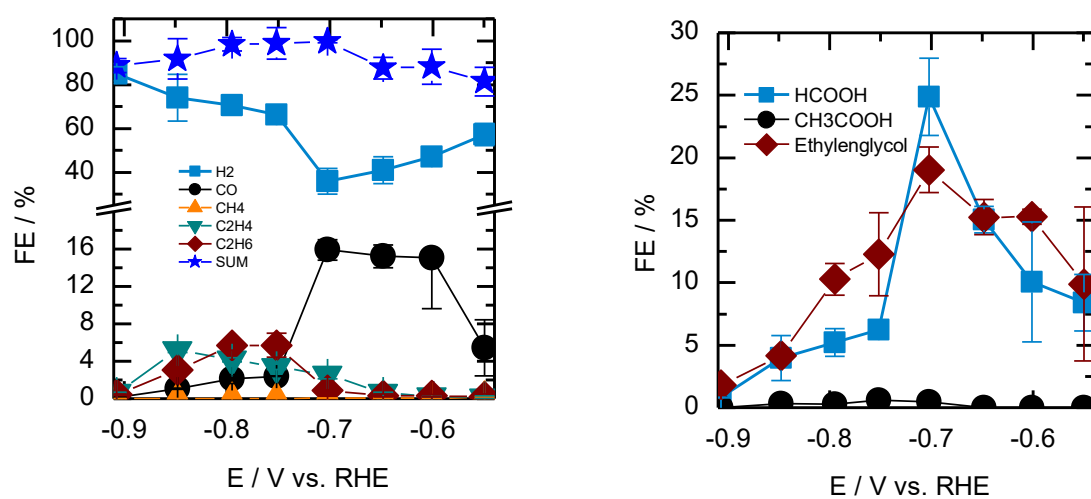 100
80
60
40
16
12
8
4
0
FE / %
H2
CO
CH4
C2H4
C2H6
SUM
-0.9
-0.8
-0.7
-0.6
E / V vs. RHE
30
25
20
15
10
5
0
FE / %
HCOOH
CH3COOH
Ethylenglycol
-0.9
-0.8
-0.7
-0.6
E / V vs. RHE